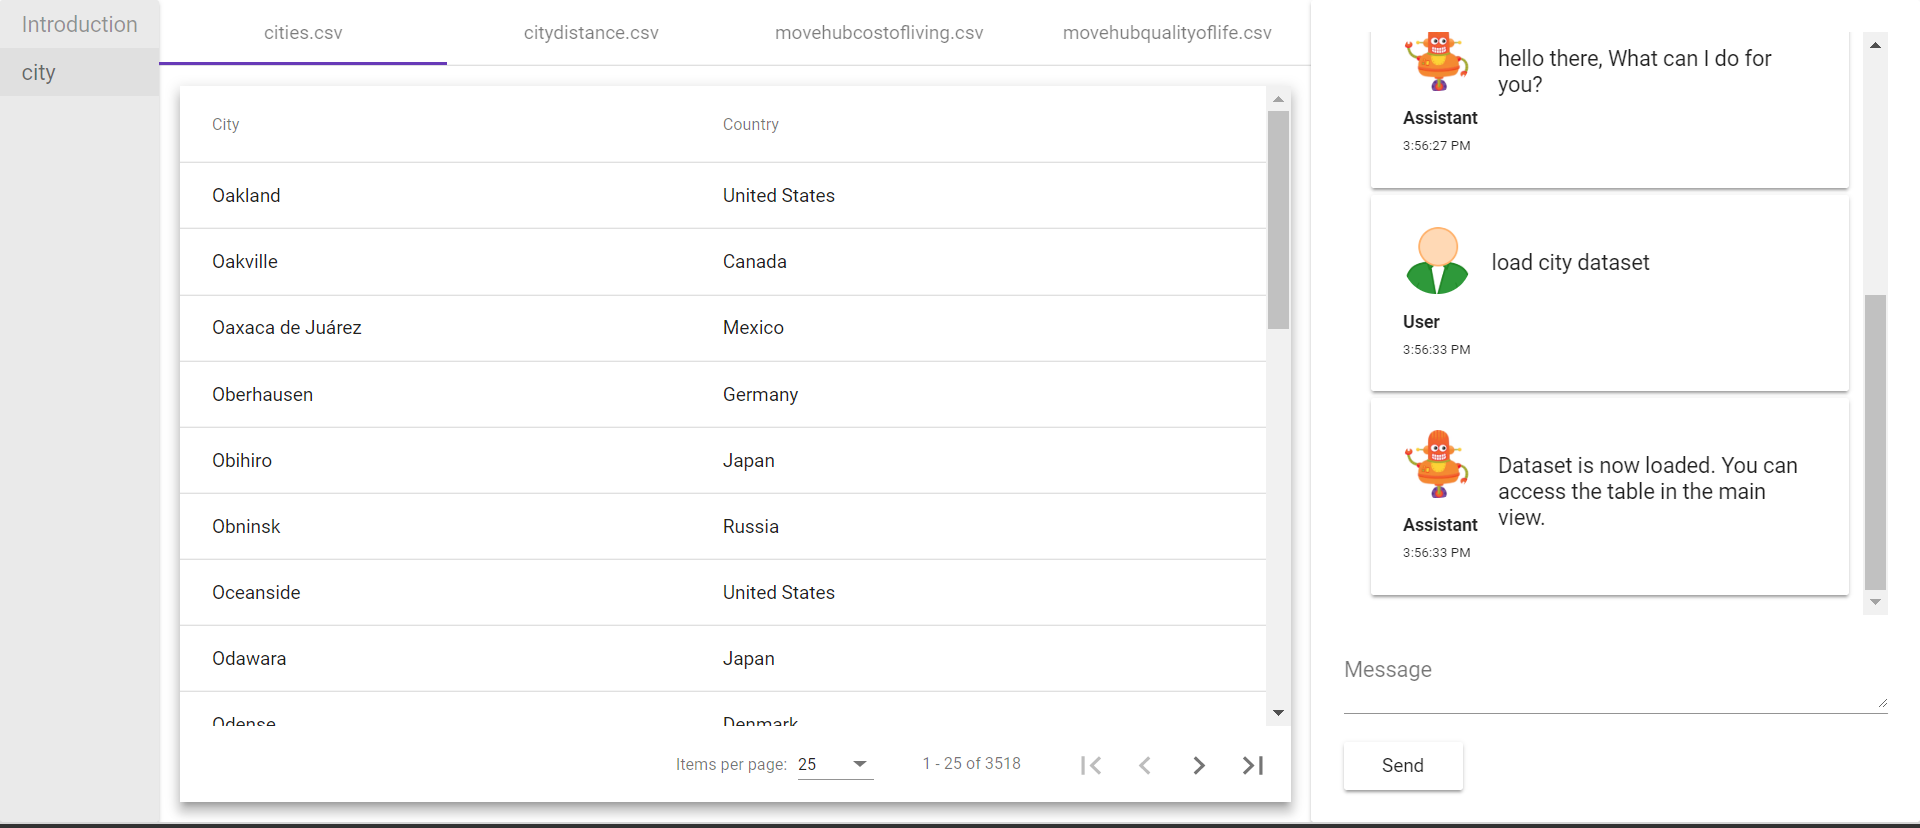 Introduction
city
cities.csv
citydistance.csv
movehubcostofliving.csv
movehubqualityoflife.csv
City Country
Oakland United States
Oakville Canada
Oaxaca de Juárez Mexico
Oberhausen Germany
Obihiro Japan
Obninsk Russia
Oceanside United States
Odawara Japan
Odense Denmark
Items per page: 25 1 - 25 of 3518
hello there, What can I do for
you?
Assistant
3:56:27 PM
load city dataset
User
3:56:33 PM
Dataset is now loaded. You can
access the table in the main
view.
Assistant
3:56:33 PM
Message
Send